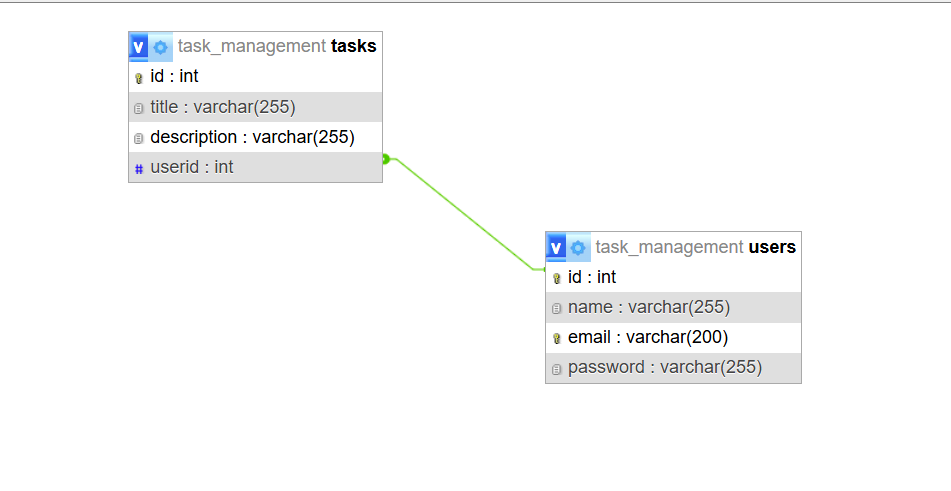 v task_management tasks
id : int
title : varchar(255)
description : varchar(255)
# userid : int
v task_management users
id : int
name : varchar(255)
email : varchar(200)
password : varchar(255)